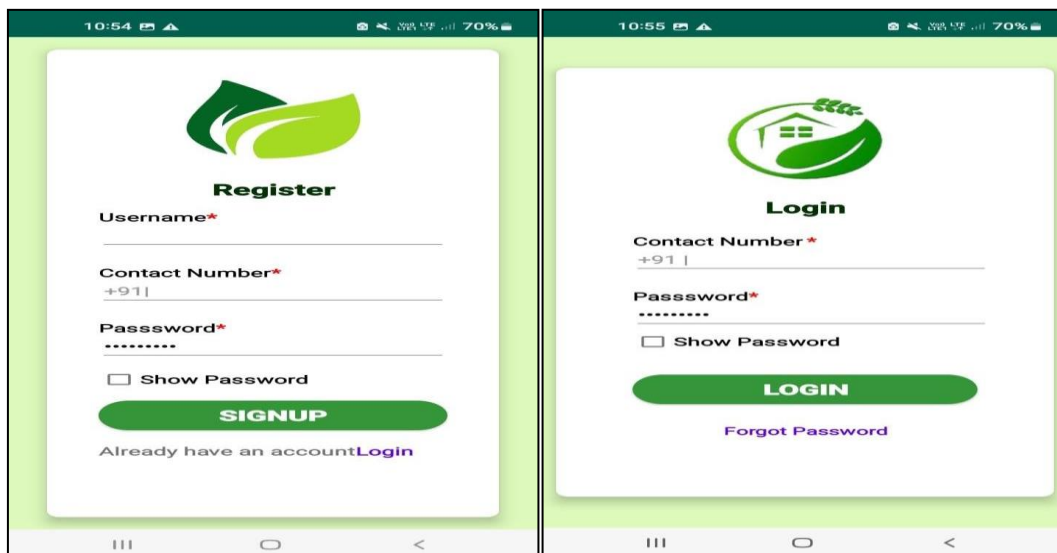 10:54 70%
Register
Username*
Contact Number*
+91|
Passsword*
•••••••••
Show Password
SIGNUP
Already have an accountLogin
10:55 70%
Login
Contact Number *
+91 |
Passsword*
•••••••••
Show Password
LOGIN
Forgot Password